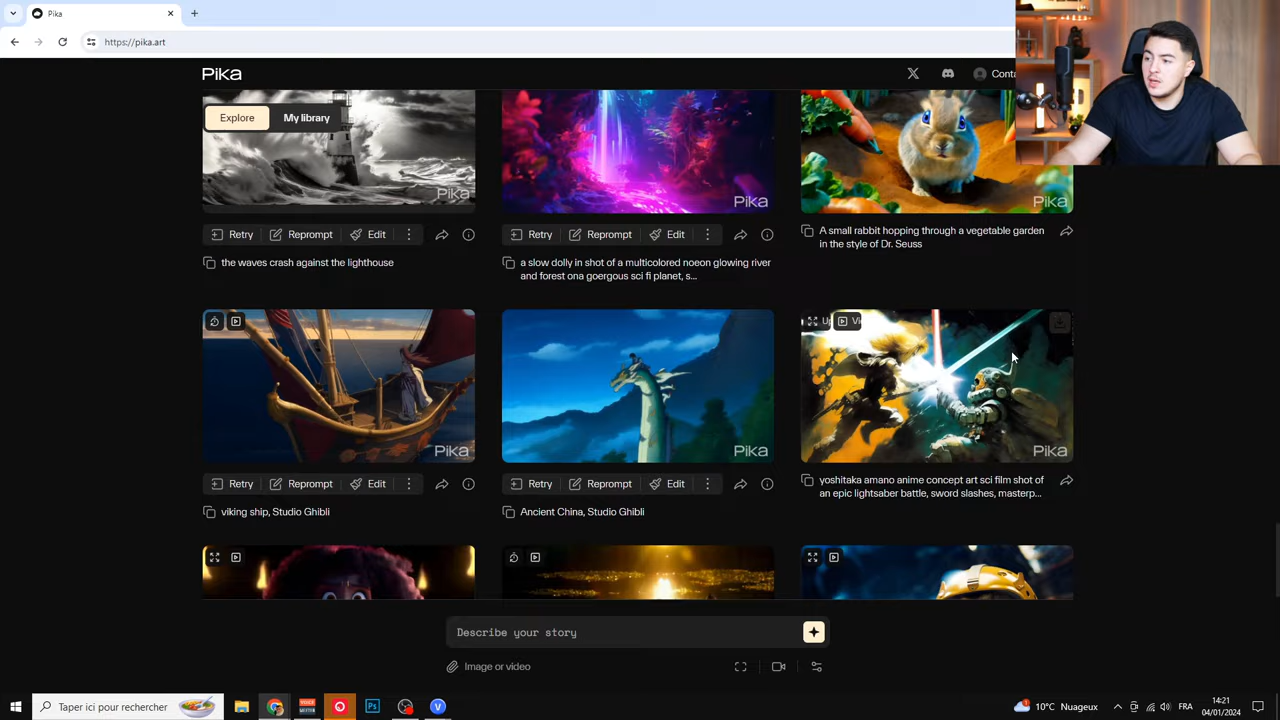 Pika
https://pika.art
Pika
Explore
My library
Pika
Pika
Pika
Retry
Reprompt
Edit
Retry
Reprompt
Edit
A small rabbit hopping through a vegetable garden
in the style of Dr. Seuss
the waves crash against the lighthouse
a slow dolly in shot of a multicolored noeon glowing river
and forest ona goergous sci fi planet, s...
Pika
Pika
Pika
Retry
Reprompt
Edit
Retry
Reprompt
Edit
yoshitaka amano anime concept art sci film shot of
an epic lightsaber battle, sword slashes, masterp...
viking ship, Studio Ghibli
Ancient China, Studio Ghibli
Describe your story
Image or video
Taper ici pour rechercher
VOICE
MEETER
Ps
V
10°C Nuageux
FRA
14:21
04/01/2024